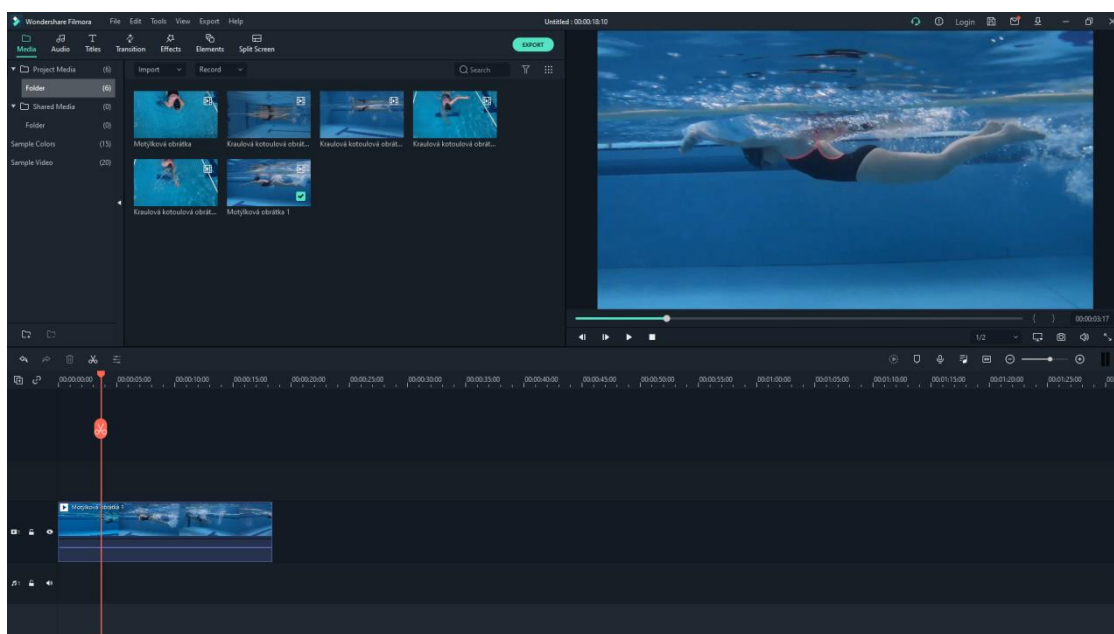 Wondershare Filmora File Edit Tools View Export Help Untitled : 00:00:18:10 Login
Media Audio Titles Transition Effects Elements Split Screen EXPORT
Project Media (6) Import Record Search
Folder (6)
Shared Media (0)
Folder (0)
Sample Colors (15)
Sample Video (20)
Motýlková obrátka Kraulová kotoulová obrát... Kraulová kotoulová obrát... Kraulová kotoulová obrát...
Kraulová kotoulová obrát... Motýlková obrátka 1
{ } 00:00:03:17
1/2
00:00:00:00 00:00:05:00 00:00:10:00 00:00:15:00 00:00:20:00 00:00:25:00 00:00:30:00 00:00:35:00 00:00:40:00 00:00:45:00 00:00:50:00 00:00:55:00 00:01:00:00 00:01:05:00 00:01:10:00 00:01:15:00 00:01:20:00 00:01:25:00
Motýlková obrátka 1